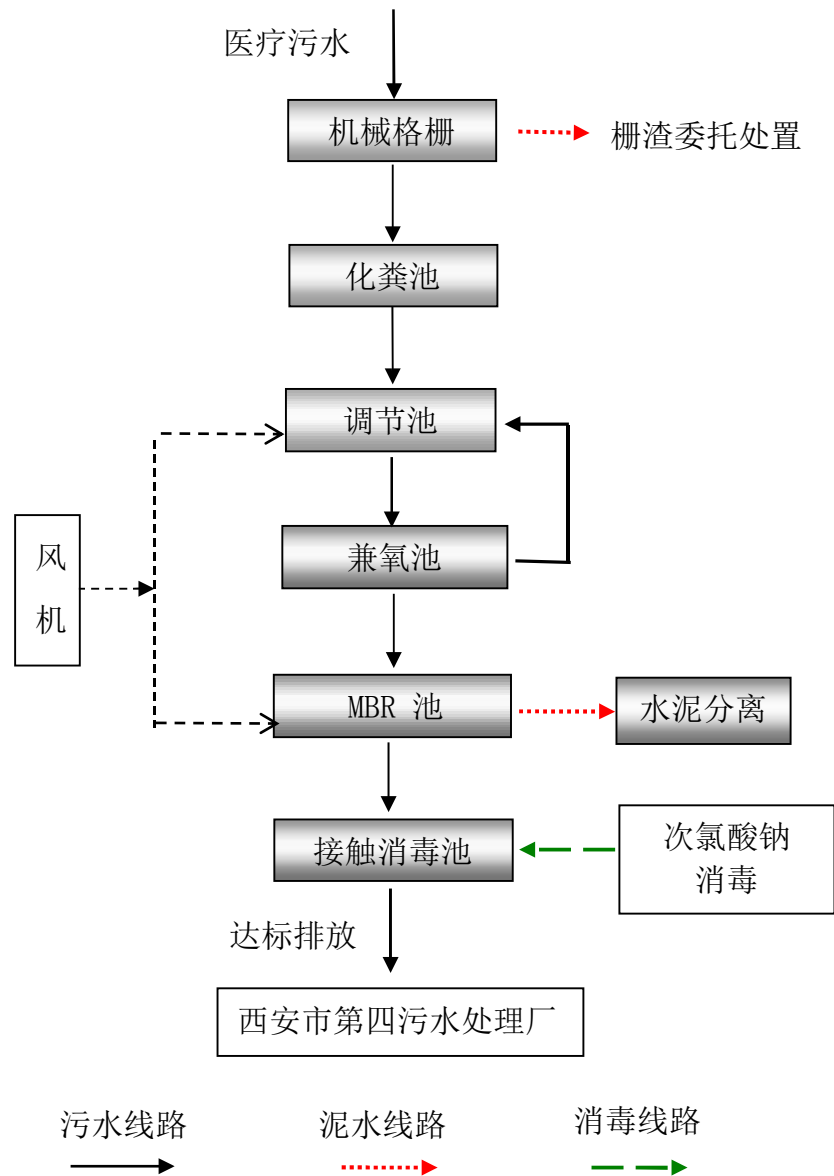 医疗污水
机械格栅
栅渣委托处置
化粪池
调节池
兼氧池
风
机
MBR 池
水泥分离
接触消毒池
次氯酸钠
消毒
达标排放
西安市第四污水处理厂
污水线路
泥水线路
消毒线路